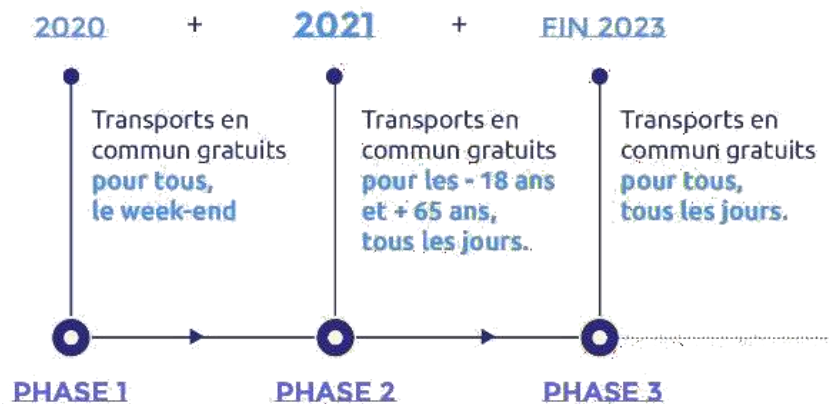 2020 + 2021 + FIN 2023
Transports en
commun gratuits
pour tous,
le week-end
Transports en
commun gratuits
pour les - 18 ans
et + 65 ans,
tous les jours.
Transports en
commun gratuits
pour tous,
tous les jours.
PHASE 1
PHASE 2
PHASE 3